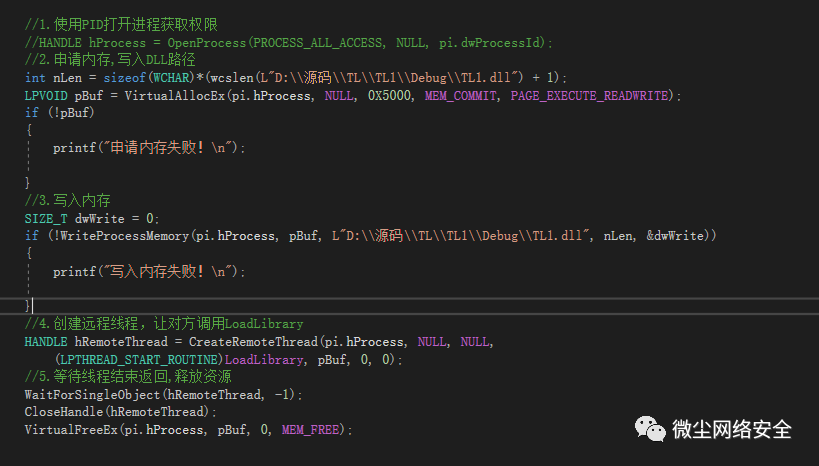 //1.使用PID打开进程获取权限
//HANDLE hProcess = OpenProcess(PROCESS_ALL_ACCESS, NULL, pi.dwProcessId);
//2.申请内存,写入DLL路径
int nLen = sizeof(WCHAR)*(wcslen(L"D:\\源码\\TL\\TL1\\Debug\\TL1.dll") + 1);
LPVOID pBuf = VirtualAllocEx(pi.hProcess, NULL, 0X5000, MEM_COMMIT, PAGE_EXECUTE_READWRITE);
if (!pBuf)
{
printf("申请内存失败！\n");
}
//3.写入内存
SIZE_T dwWrite = 0;
if (!WriteProcessMemory(pi.hProcess, pBuf, L"D:\\源码\\TL\\TL1\\Debug\\TL1.dll", nLen, &dwWrite))
{
printf("写入内存失败！\n");
}
//4.创建远程线程，让对方调用LoadLibrary
HANDLE hRemoteThread = CreateRemoteThread(pi.hProcess, NULL, NULL,
(LPTHREAD_START_ROUTINE)LoadLibrary, pBuf, 0, 0);
//5.等待线程结束返回,释放资源
WaitForSingleObject(hRemoteThread, -1);
CloseHandle(hRemoteThread);
VirtualFreeEx(pi.hProcess, pBuf, 0, MEM_FREE);
微尘网络安全